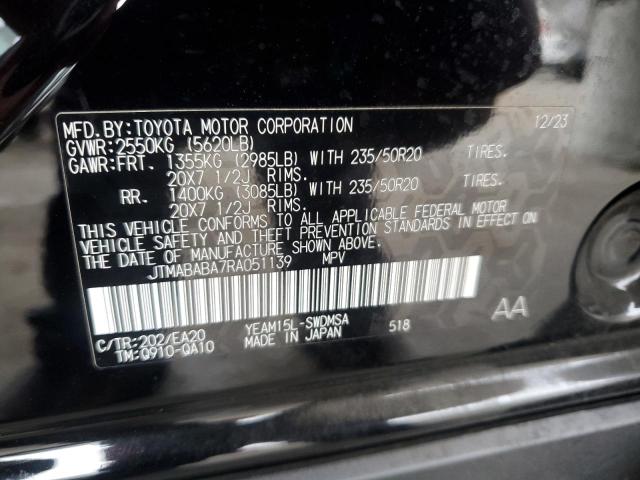 MFD.BY:TOYOTA MOTOR CORPORATION 12/23
GVWR:2550KG (5620LB)
GAWR:FRT. 1355KG (2985LB) WITH 235/50R20 TIRES.
20X7 1/2J RIMS.
RR. 1400KG (3085LB) WITH 235/50R20 TIRES.
20X7 1/2J RIMS.
THIS VEHICLE CONFORMS TO ALL APPLICABLE FEDERAL MOTOR
VEHICLE SAFETY AND THEFT PREVENTION STANDARDS IN EFFECT ON
THE DATE OF MANUFACTURE SHOWN ABOVE.
JTMABABA7RA051139 MPV
AA
C/TR:202/EA20 YEAM15L-SWDMSA 518
TM:Q910-QA10 MADE IN JAPAN